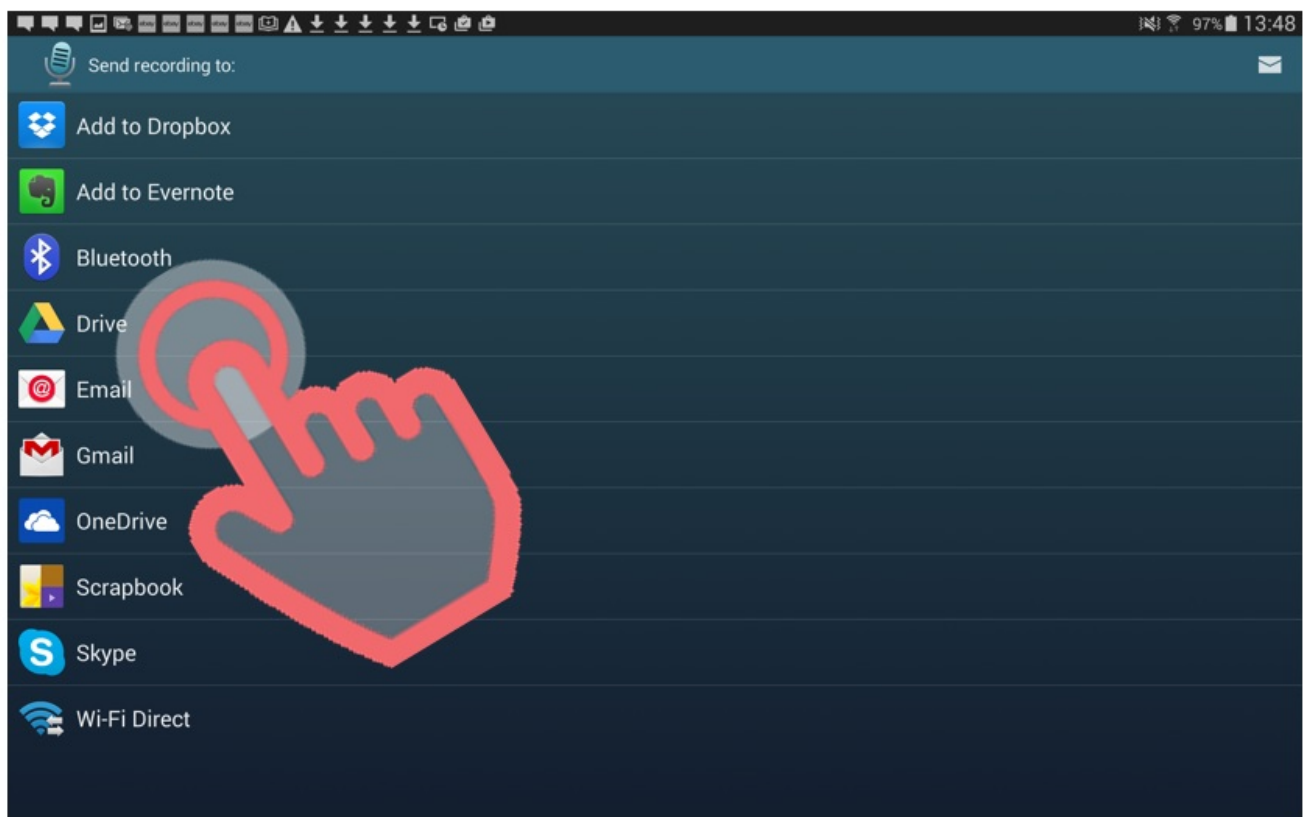 97% 13:48
Send recording to:
Add to Dropbox
Add to Evernote
Bluetooth
Drive
@
Email
Gmail
OneDrive
Scrapbook
S
Skype
Wi-Fi Direct